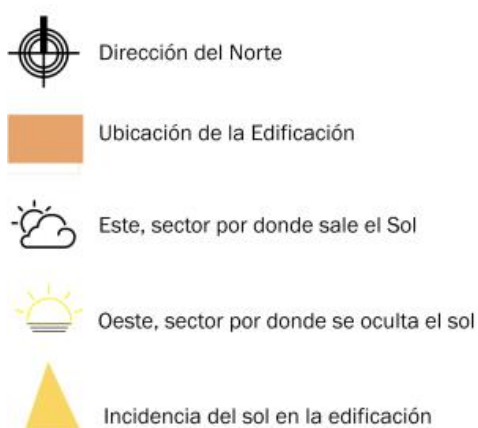 Dirección del Norte
Ubicación de la Edificación
Este, sector por donde sale el Sol
Oeste, sector por donde se oculta el sol
Incidencia del sol en la edificación